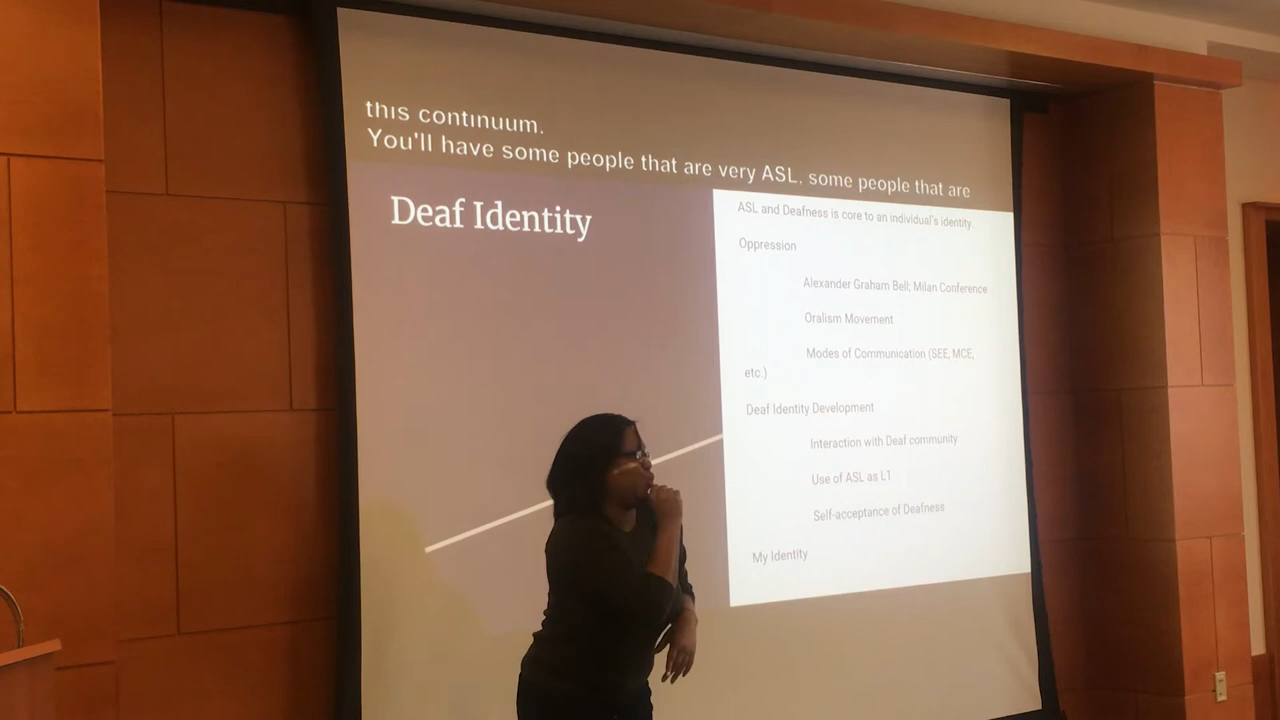 this continuum.
You'll have some people that are very ASL, some people that are
Deaf Identity
ASL and Deafness is core to an individual's identity.
Oppression
Alexander Graham Bell; Milan Conference
Oralism Movement
Modes of Communication (SEE, MCE,
etc.)
Deaf Identity Development
Interaction with Deaf community
Use of ASL as L1
Self-acceptance of Deafness
My Identity